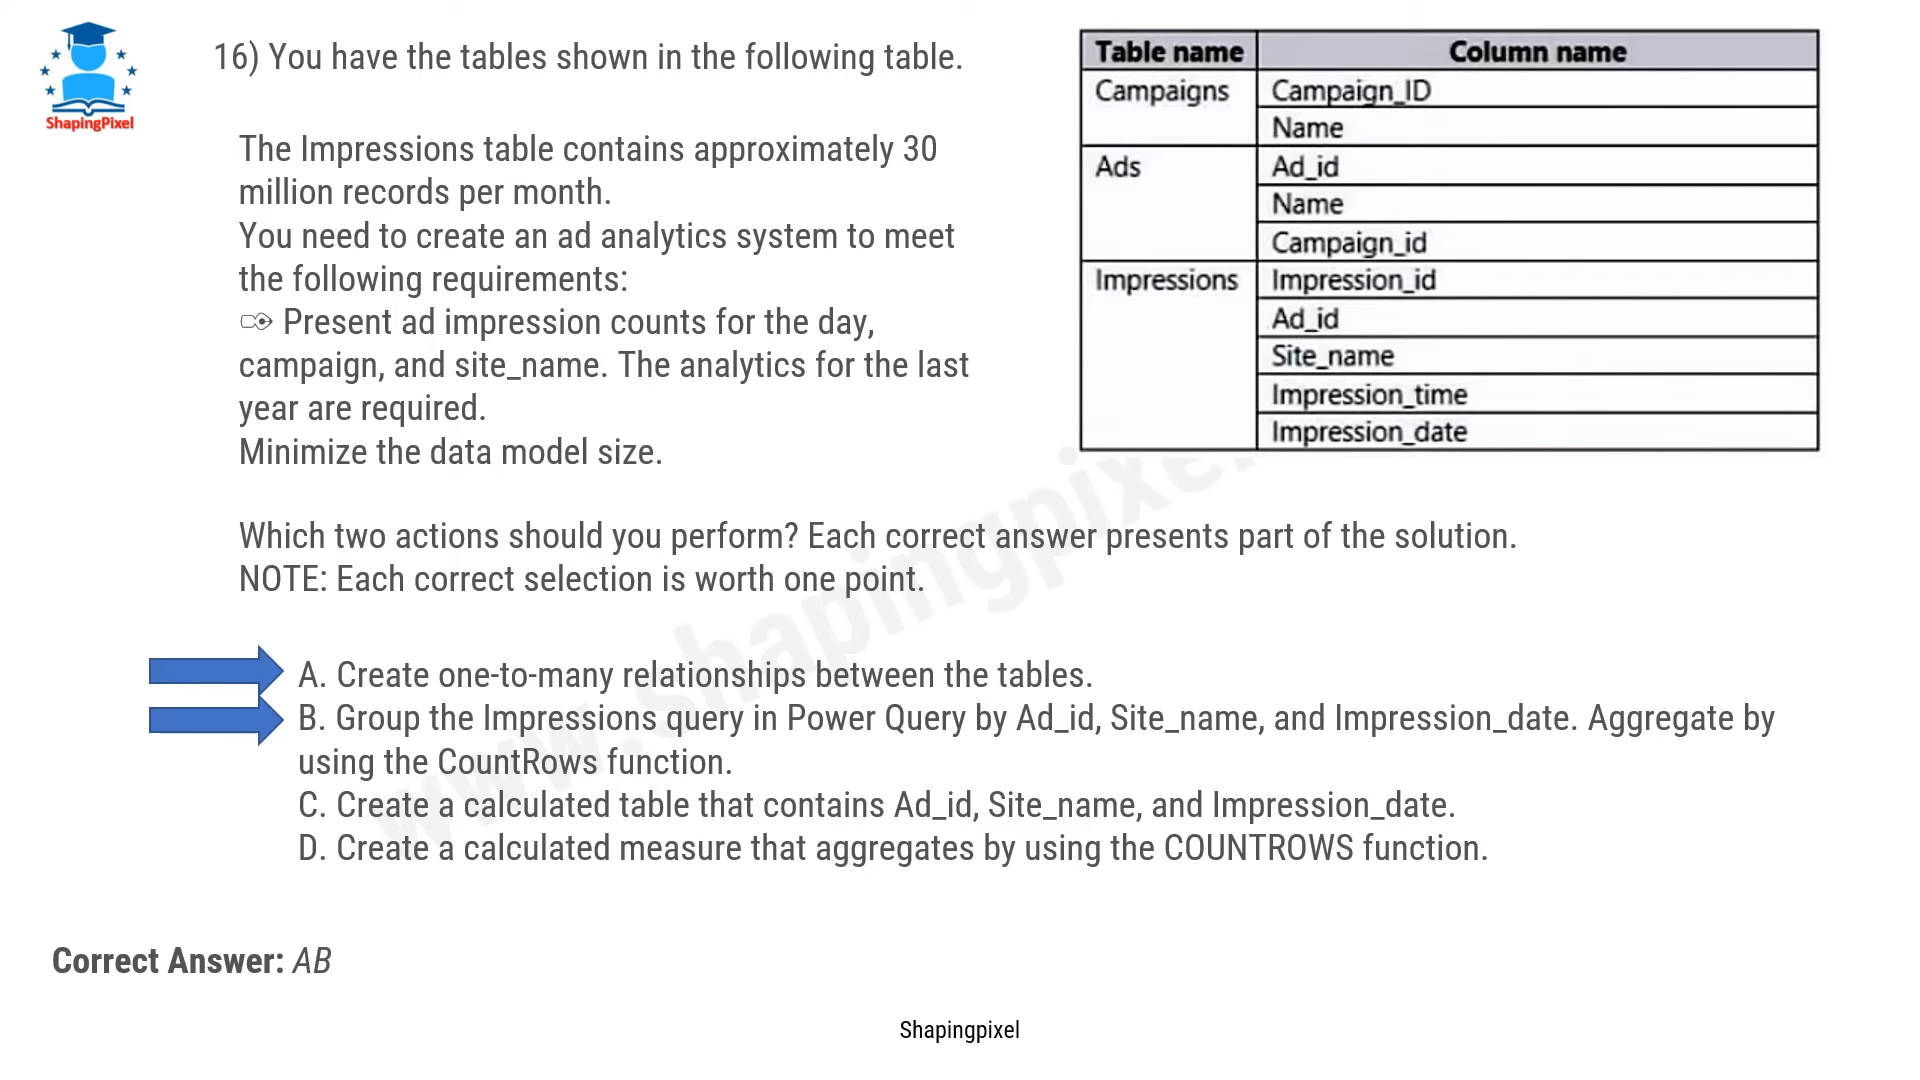 ShapingPixel
16) You have the tables shown in the following table.
The Impressions table contains approximately 30
million records per month.
You need to create an ad analytics system to meet
the following requirements:
Present ad impression counts for the day,
campaign, and site_name. The analytics for the last
year are required.
Minimize the data model size.
Table name Column name
Campaigns Campaign_ID
Name
Ads Ad_id
Name
Campaign_id
Impressions Impression_id
Ad_id
Site_name
Impression_time
Impression_date
Which two actions should you perform? Each correct answer presents part of the solution.
NOTE: Each correct selection is worth one point.
A. Create one-to-many relationships between the tables.
B. Group the Impressions query in Power Query by Ad_id, Site_name, and Impression_date. Aggregate by
using the CountRows function.
C. Create a calculated table that contains Ad_id, Site_name, and Impression_date.
D. Create a calculated measure that aggregates by using the COUNTROWS function.
Correct Answer: AB
Shapingpixel